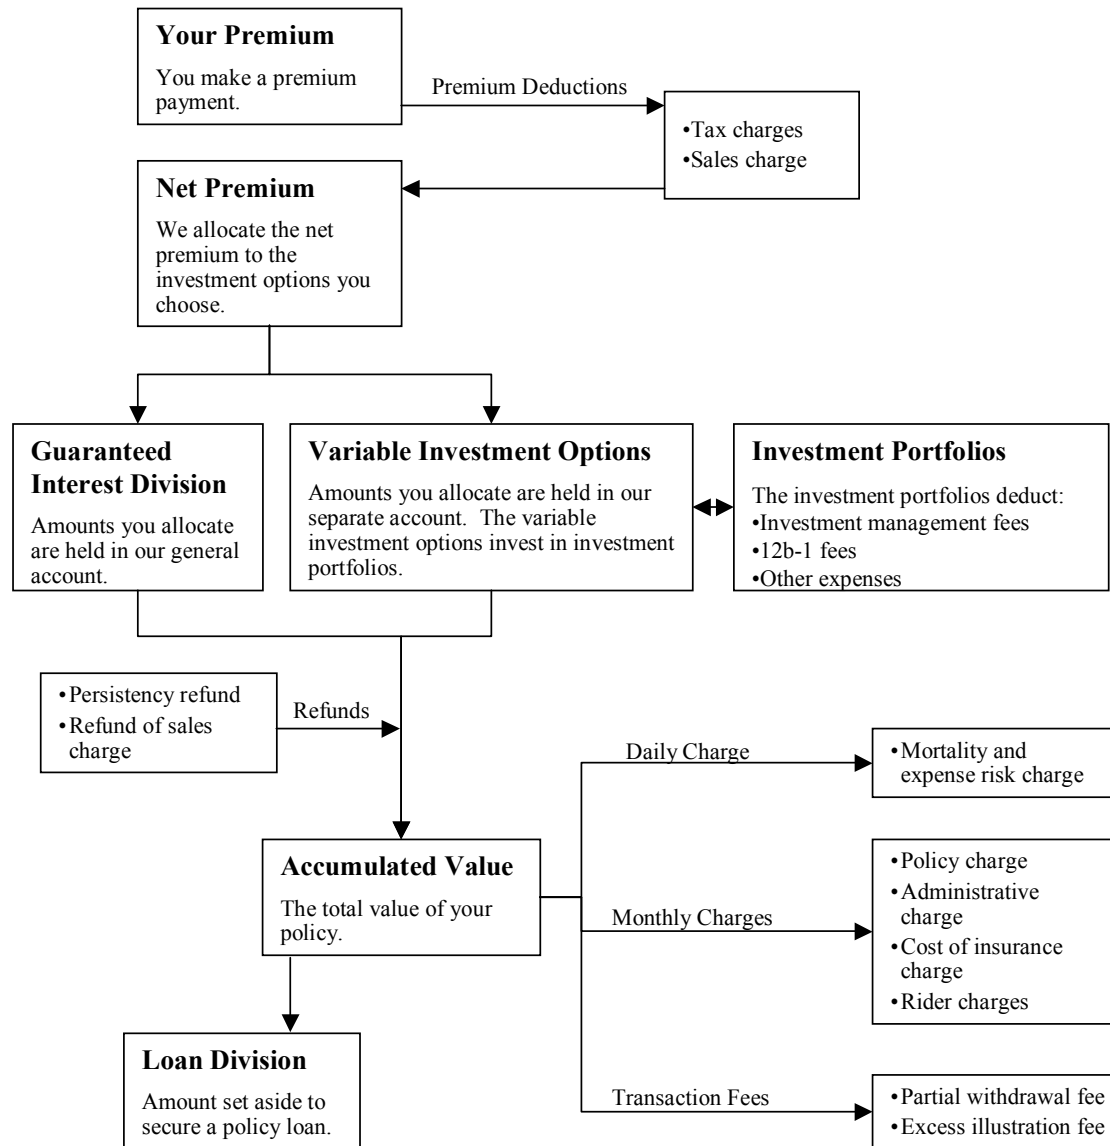 Your Premium
You make a premium
payment.
Premium Deductions
•Tax charges
•Sales charge
Net Premium
We allocate the net
premium to the
investment options you
choose.
Guaranteed
Interest Division
Amounts you allocate
are held in our general
account.
Variable Investment Options
Amounts you allocate are held in our
separate account.  The variable
investment options invest in investment
portfolios.
Investment Portfolios
The investment portfolios deduct:
•Investment management fees
•12b-1 fees
•Other expenses
•Persistency refund
•Refund of sales
charge
Refunds
Daily Charge
•Mortality and
expense risk charge
Accumulated Value
The total value of your
policy.
Monthly Charges
•Policy charge
•Administrative
charge
•Cost of insurance
charge
•Rider charges
Loan Division
Amount set aside to
secure a policy loan.
Transaction Fees
•Partial withdrawal fee
•Excess illustration fee